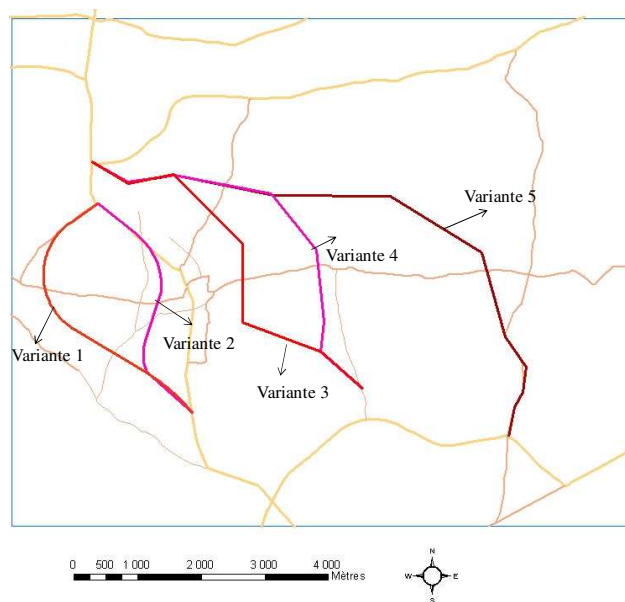 Variante 5
Variante 4
Variante 1
Variante 2
Variante 3
0 500 1 000 2 000 3 000 4 000
Mètres
N
W E
S